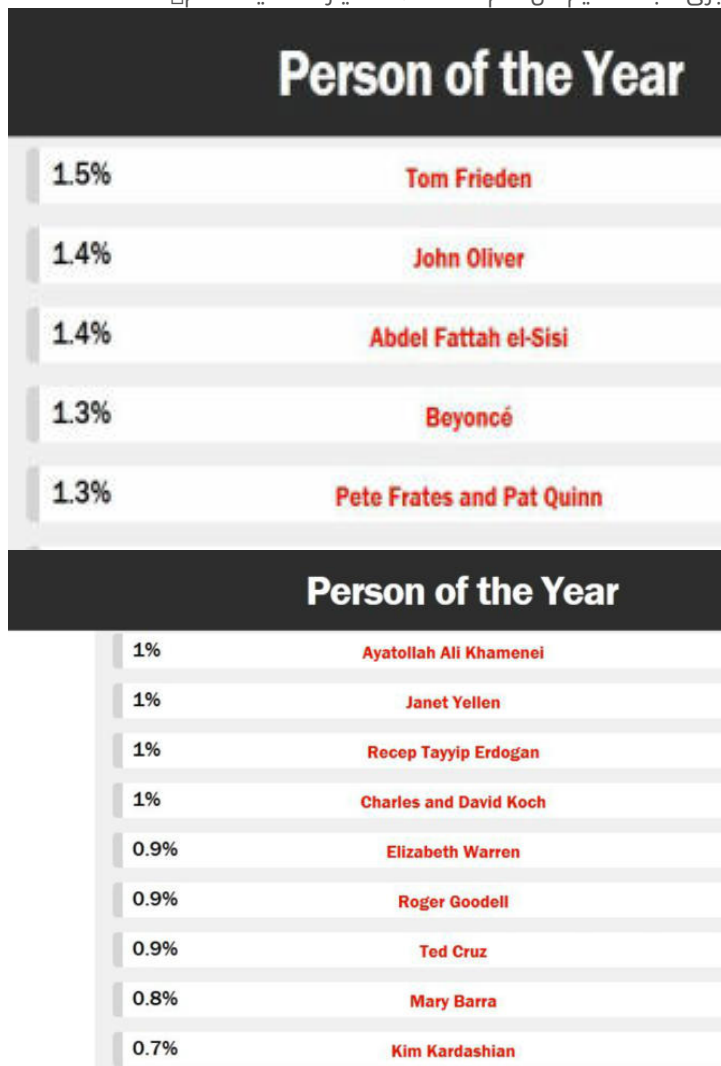 Person of the Year
1.5% Tom Frieden
1.4% John Oliver
1.4% Abdel Fattah el-Sisi
1.3% Beyoncé
1.3% Pete Frates and Pat Quinn
Person of the Year
1% Ayatollah Ali Khamenei
1% Janet Yellen
1% Recep Tayyip Erdogan
1% Charles and David Koch
0.9% Elizabeth Warren
0.9% Roger Goodell
0.9% Ted Cruz
0.8% Mary Barra
0.7% Kim Kardashian